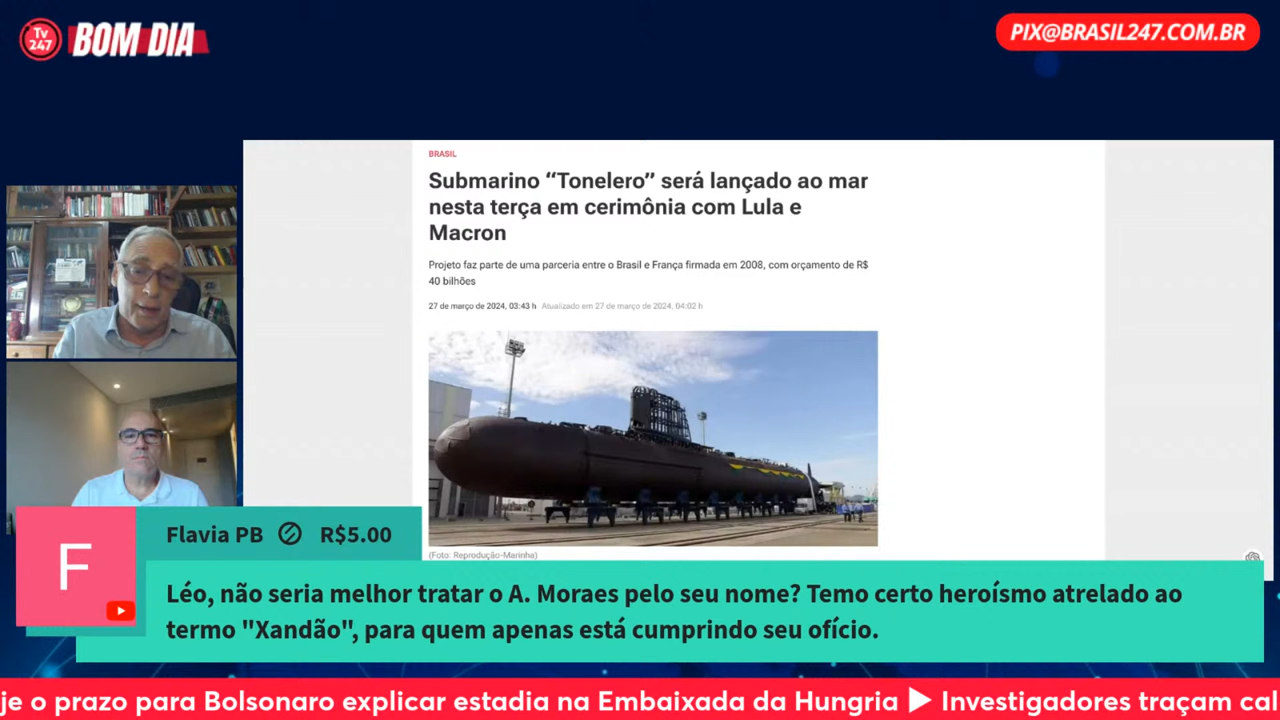 Tv 247
BOM DIA
PIX@BRASIL247.COM.BR
BRASIL
Submarino “Tonelero” será lançado ao mar
nesta terça em cerimônia com Lula e
Macron
Projeto faz parte de uma parceria entre o Brasil e França firmada em 2008, com orçamento de R$
40 bilhões
27 de março de 2024, 03:43 h Atualizado em 27 de março de 2024, 04:02 h
(Foto: Reprodução-Marinha)
F
Flavia PB R$5.00
Léo, não seria melhor tratar o A. Moraes pelo seu nome? Temo certo heroísmo atrelado ao
termo "Xandão", para quem apenas está cumprindo seu ofício.
je o prazo para Bolsonaro explicar estadia na Embaixada da Hungria ▶ Investigadores traçam cal